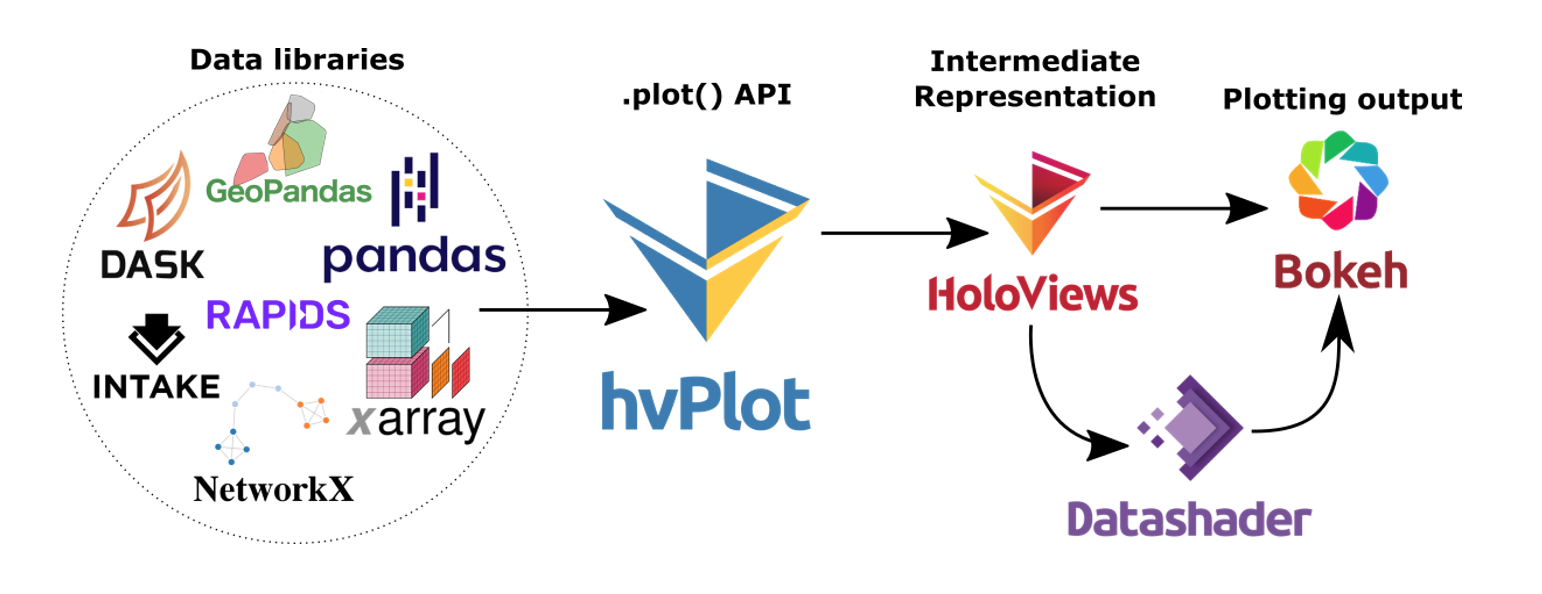 Data libraries
GeoPandas
DASK
pandas
RAPIDS
INTAKE
xarray
NetworkX
.plot() API
hvPlot
Intermediate
Representation
HoloViews
Datashader
Plotting output
Bokeh